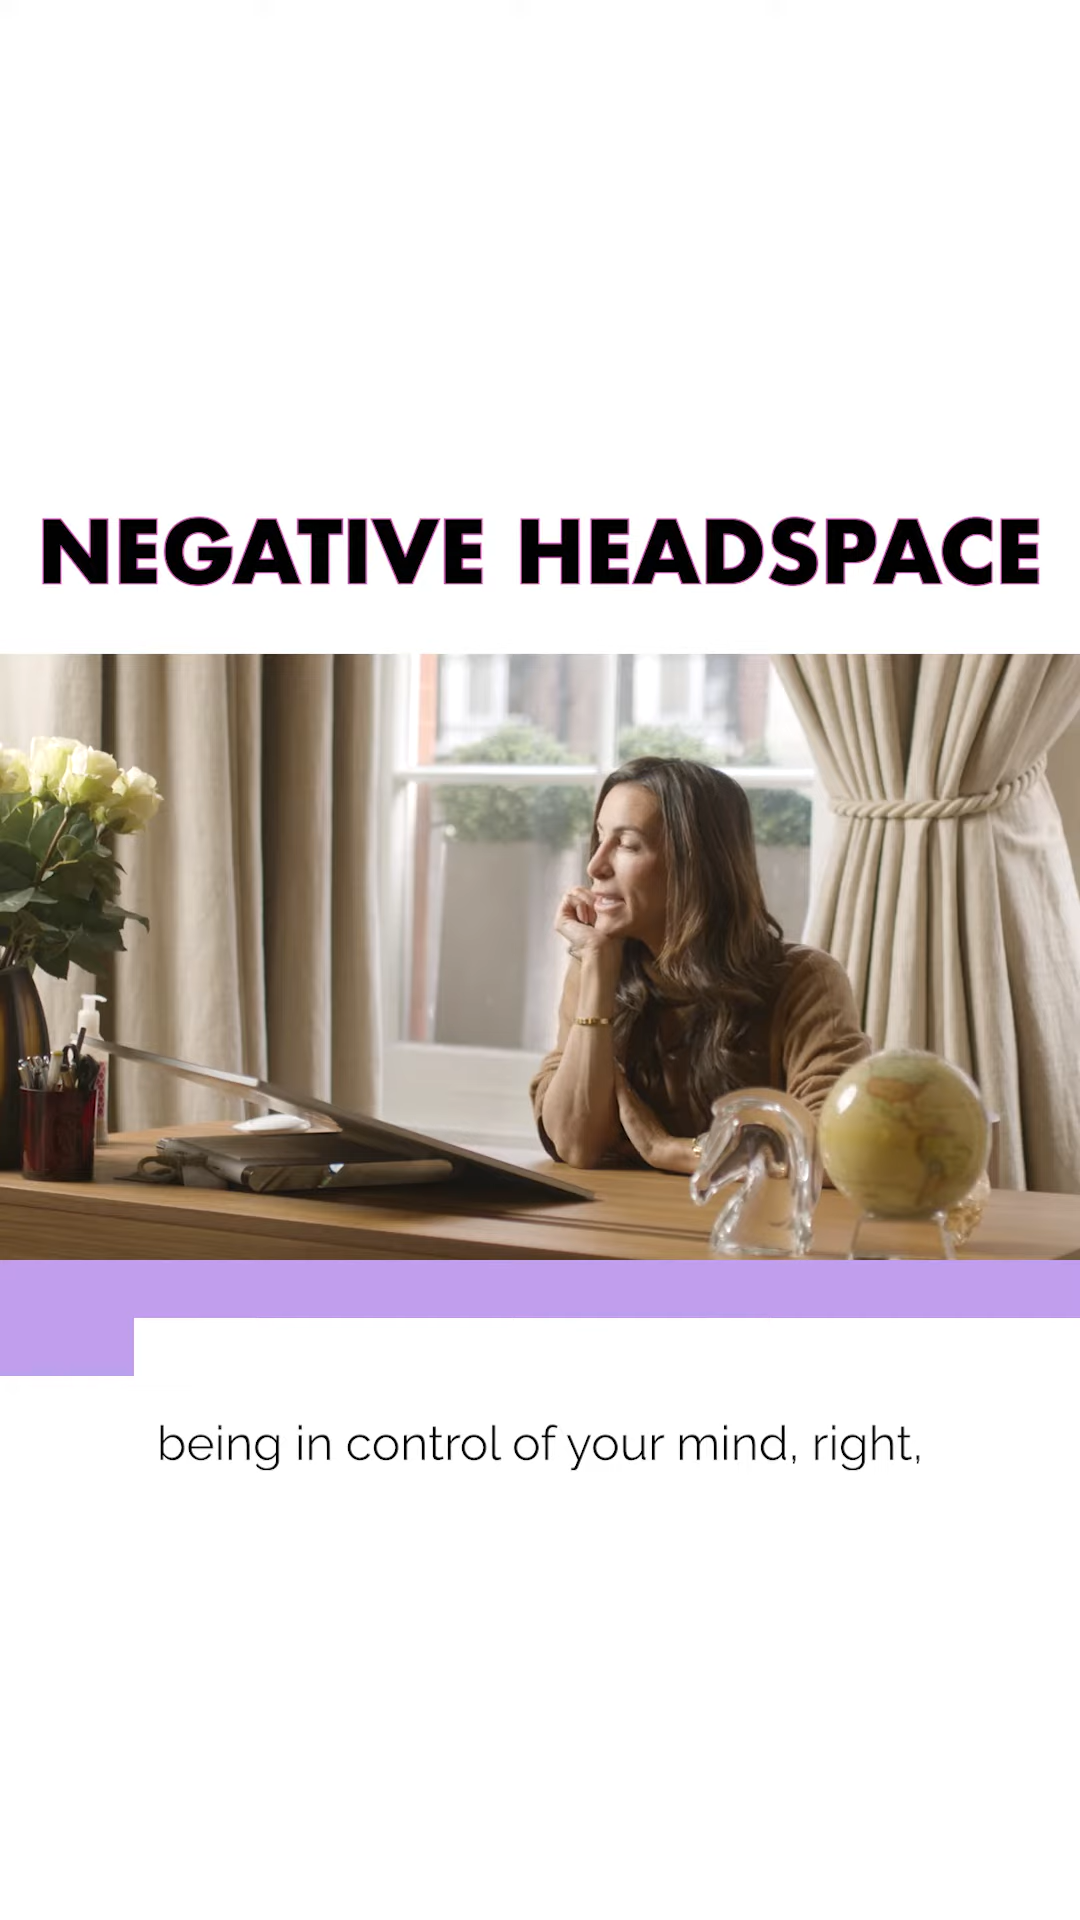 NEGATIVE HEADSPACE
being in control of your mind, right,